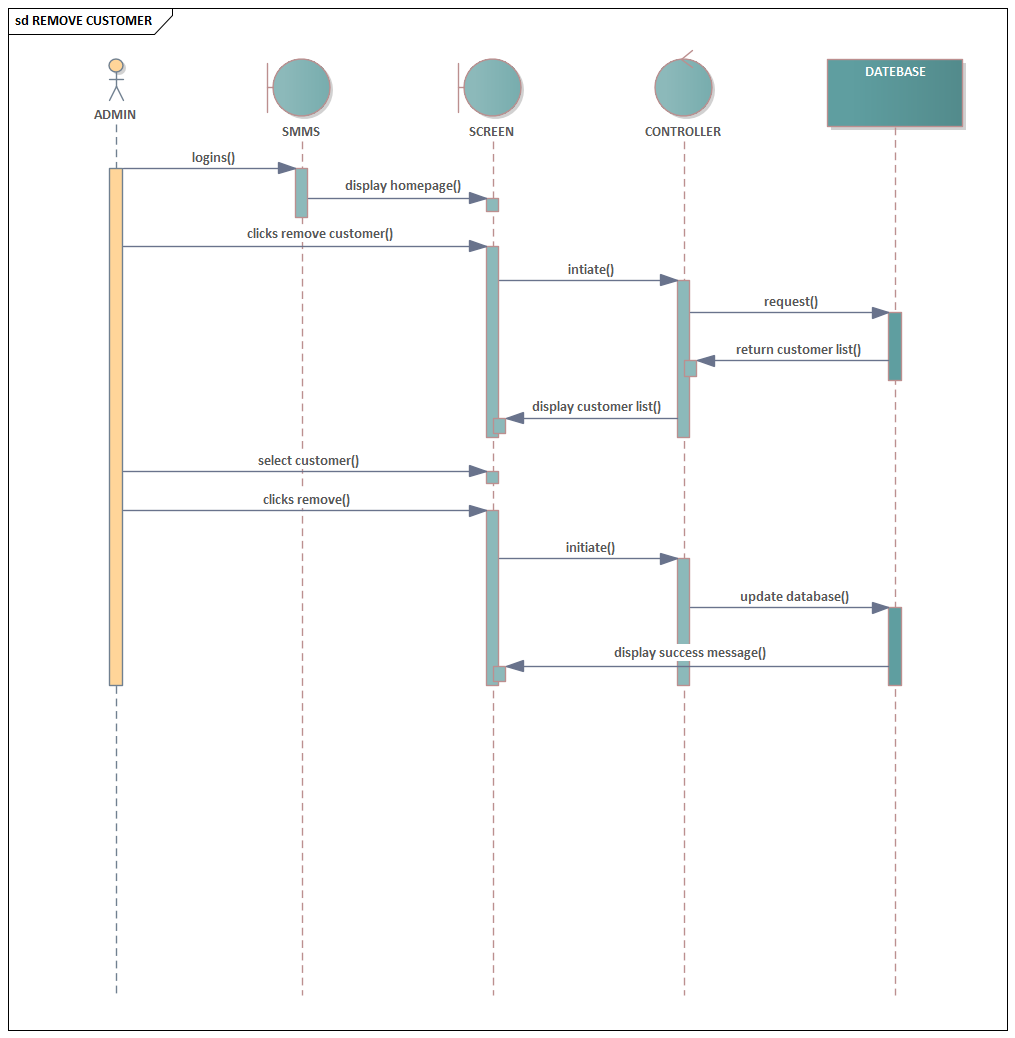 sd REMOVE CUSTOMER
ADMIN
SMMS
SCREEN
CONTROLLER
DATEBASE
logins()
display homepage()
clicks remove customer()
intiate()
request()
return customer list()
display customer list()
select customer()
clicks remove()
initiate()
update database()
display success message()